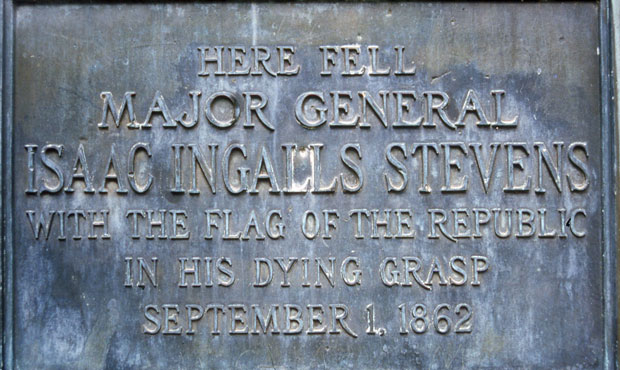 HERE FELL
MAJOR GENERAL
ISAAC INGALLS STEVENS
WITH THE FLAG OF THE REPUBLIC
IN HIS DYING GRASP
SEPTEMBER 1, 1862